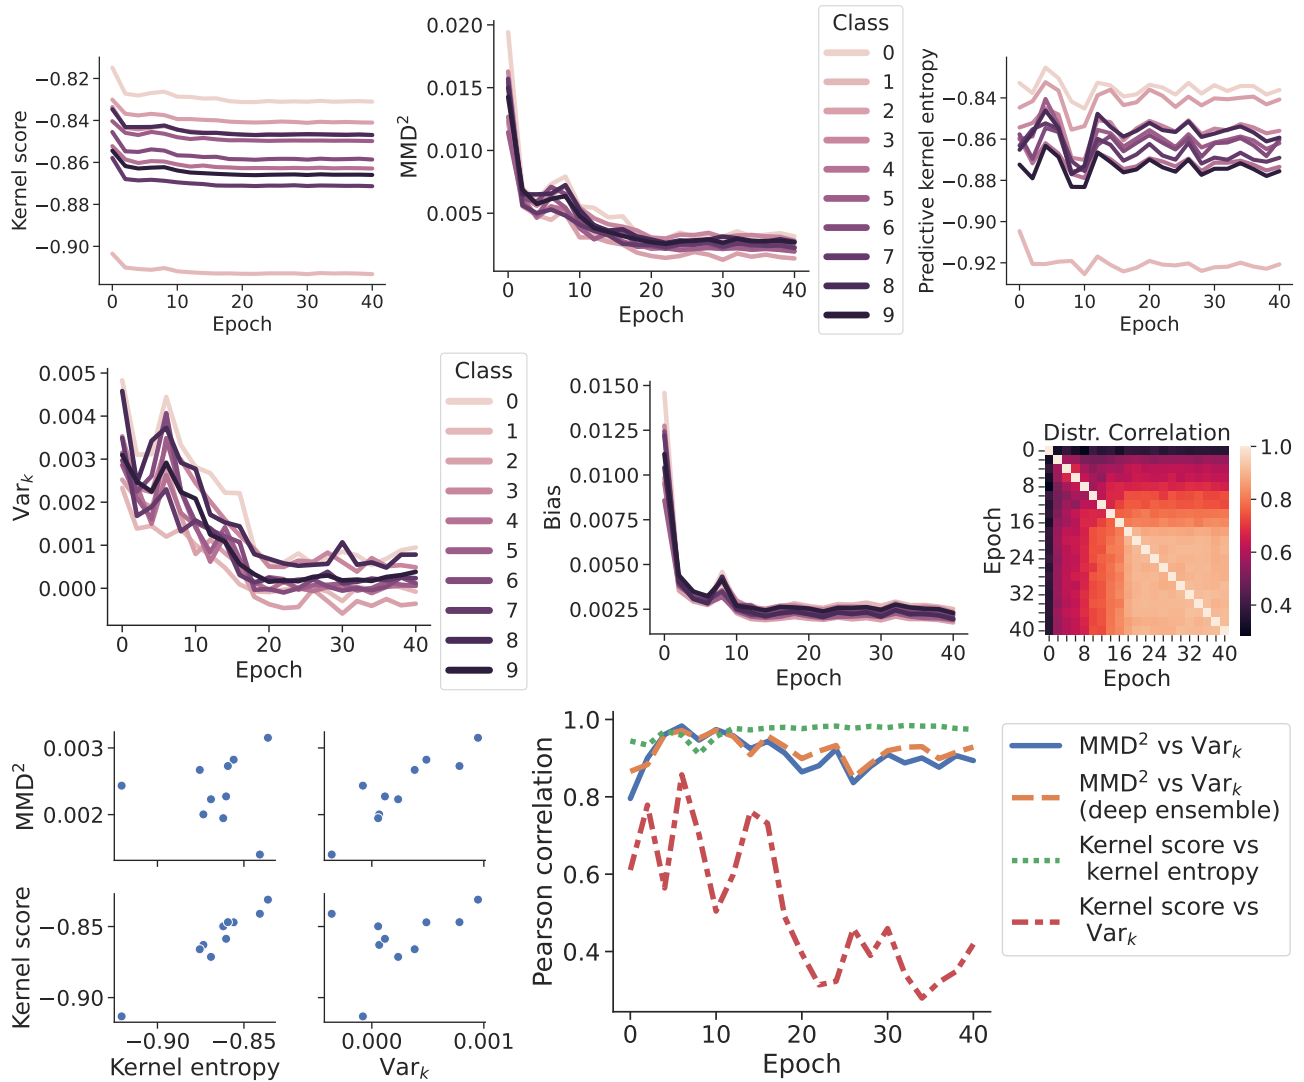 Kernel score
−0.82
−0.84
−0.86
−0.88
−0.90
0 10 20 30 40
Epoch
MMD²
0.020
0.015
0.010
0.005
0 10 20 30 40
Epoch
Class
0
1
2
3
4
5
6
7
8
9
Predictive kernel entropy
−0.84
−0.86
−0.88
−0.90
−0.92
0 10 20 30 40
Epoch
Varₖ
0.005
0.004
0.003
0.002
0.001
0.000
0 10 20 30 40
Epoch
Class
0
1
2
3
4
5
6
7
8
9
Bias
0.0150
0.0125
0.0100
0.0075
0.0050
0.0025
0 10 20 30 40
Epoch
Distr. Correlation
Epoch
0
8
16
24
32
40
0 8 16 24 32 40
Epoch
1.0
0.8
0.6
0.4
MMD²
0.003
0.002
Kernel score
−0.85
−0.90
−0.90 −0.85
Kernel entropy
0.000 0.001
Varₖ
Pearson correlation
1.0
0.8
0.6
0.4
0 10 20 30 40
Epoch
MMD² vs Varₖ
MMD² vs Varₖ
(deep ensemble)
Kernel score vs
kernel entropy
Kernel score vs
Varₖ